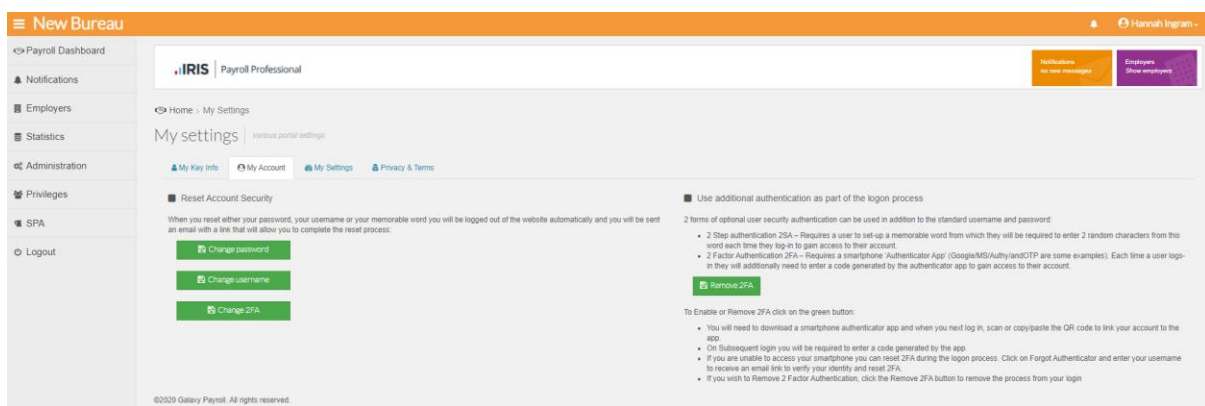 New Bureau
Hannah Ingram
Payroll Dashboard
Notifications
Employers
Statistics
Administration
Privileges
SPA
Logout
IRIS | Payroll Professional
Notifications
no new messages
Employers
Show employers
Home > My Settings
My settings | various portal settings
My Key Info
My Account
My Settings
Privacy & Terms
Reset Account Security
When you reset either your password, your username or your memorable word you will be logged out of the website automatically and you will be sent
an email with a link that will allow you to complete the reset process:
Change password
Change username
Change 2FA
Use additional authentication as part of the logon process
2 forms of optional user security authentication can be used in addition to the standard username and password:
• 2 Step authentication 2SA – Requires a user to set-up a memorable word from which they will be required to enter 2 random characters from this
word each time they log-in to gain access to their account.
• 2 Factor Authentication 2FA – Requires a smartphone 'Authenticator App' (Google/MS/Authy/andOTP are some examples). Each time a user logs-
in they will additionally need to enter a code generated by the authenticator app to gain access to their account.
Remove 2FA
To Enable or Remove 2FA click on the green button:
• You will need to download a smartphone authenticator app and when you next log in, scan or copy/paste the QR code to link your account to the
app.
• On Subsequent login you will be required to enter a code generated by the app.
• If you are unable to access your smartphone you can reset 2FA during the logon process. Click on Forgot Authenticator and enter your username
to receive an email link to verify your identity and reset 2FA.
• If you wish to Remove 2 Factor Authentication, click the Remove 2FA button to remove the process from your login
©2020 Galaxy Payroll. All rights reserved.